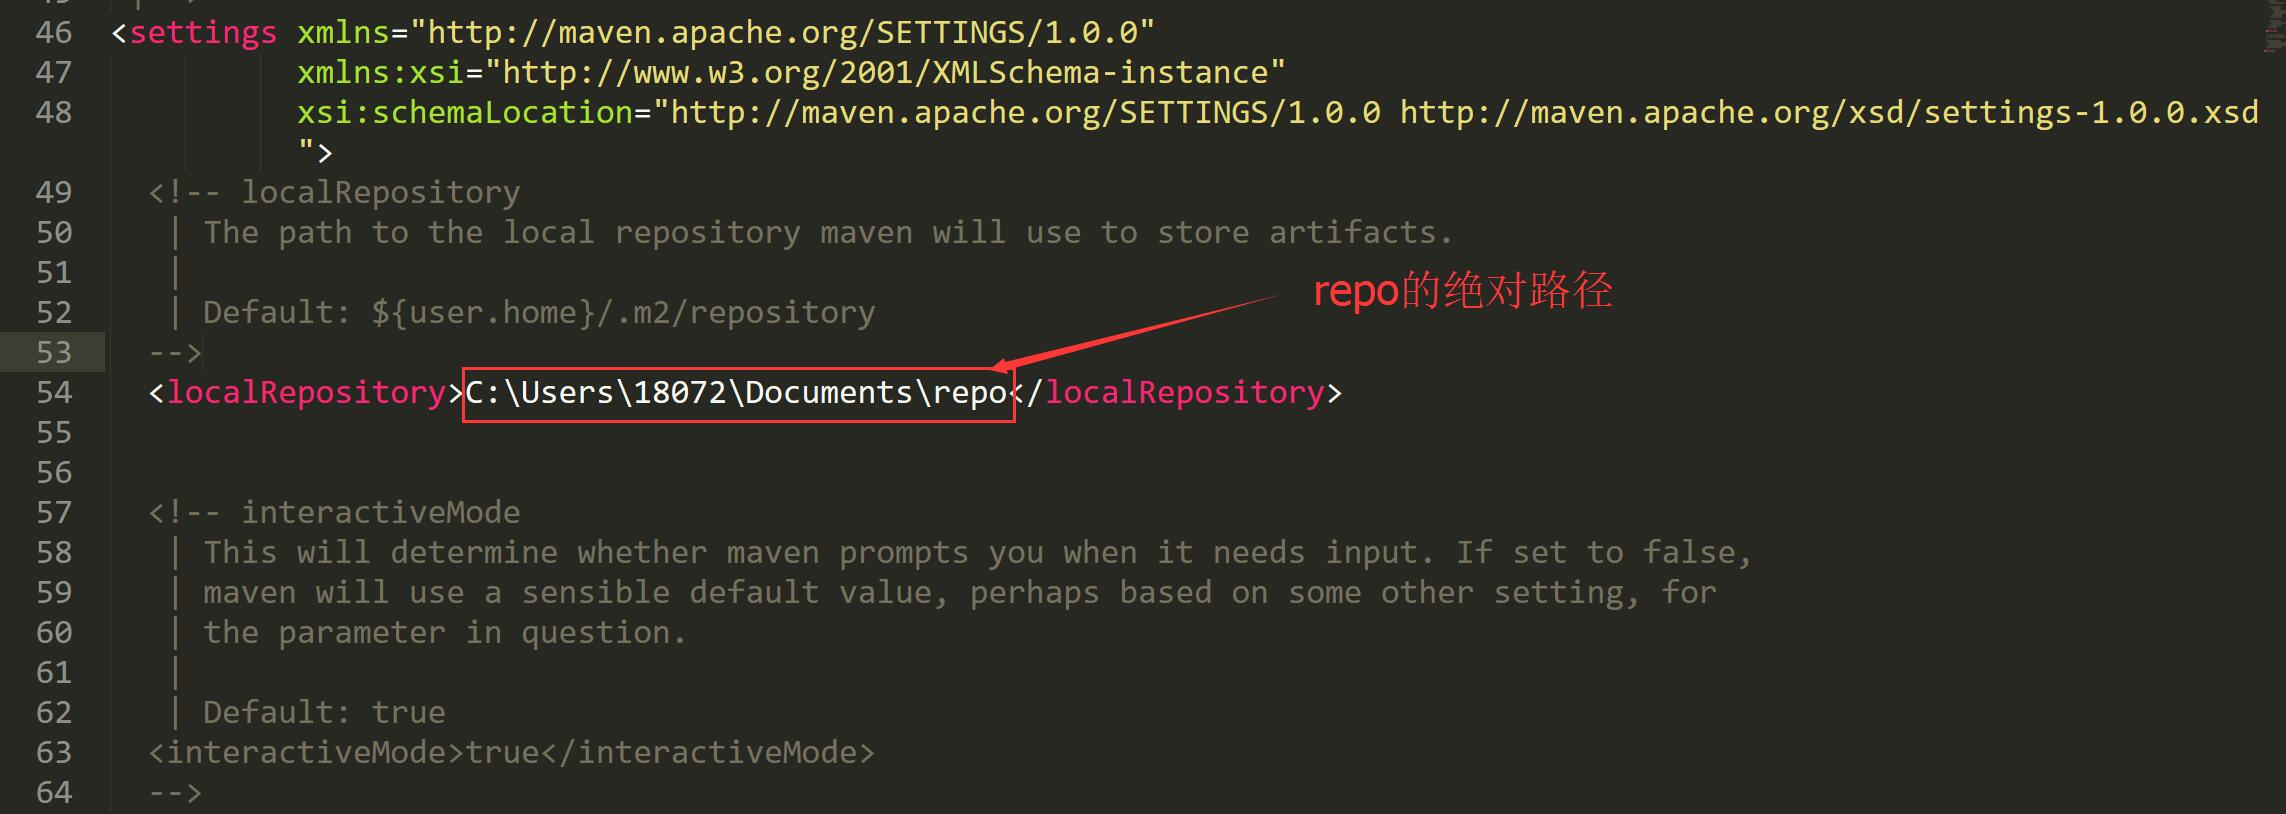 46 <settings xmlns="http://maven.apache.org/SETTINGS/1.0.0"
47 xmlns:xsi="http://www.w3.org/2001/XMLSchema-instance"
48 xsi:schemaLocation="http://maven.apache.org/SETTINGS/1.0.0 http://maven.apache.org/xsd/settings-1.0.0.xsd
">
49 <!-- localRepository
50 | The path to the local repository maven will use to store artifacts.
51 |
repo的绝对路径
52 | Default: ${user.home}/.m2/repository
53 -->
54 <localRepository>C:\Users\18072\Documents\repo</localRepository>
55
56
57 <!-- interactiveMode
58 | This will determine whether maven prompts you when it needs input. If set to false,
59 | maven will use a sensible default value, perhaps based on some other setting, for
60 | the parameter in question.
61 |
62 | Default: true
63 <interactiveMode>true</interactiveMode>
64 -->